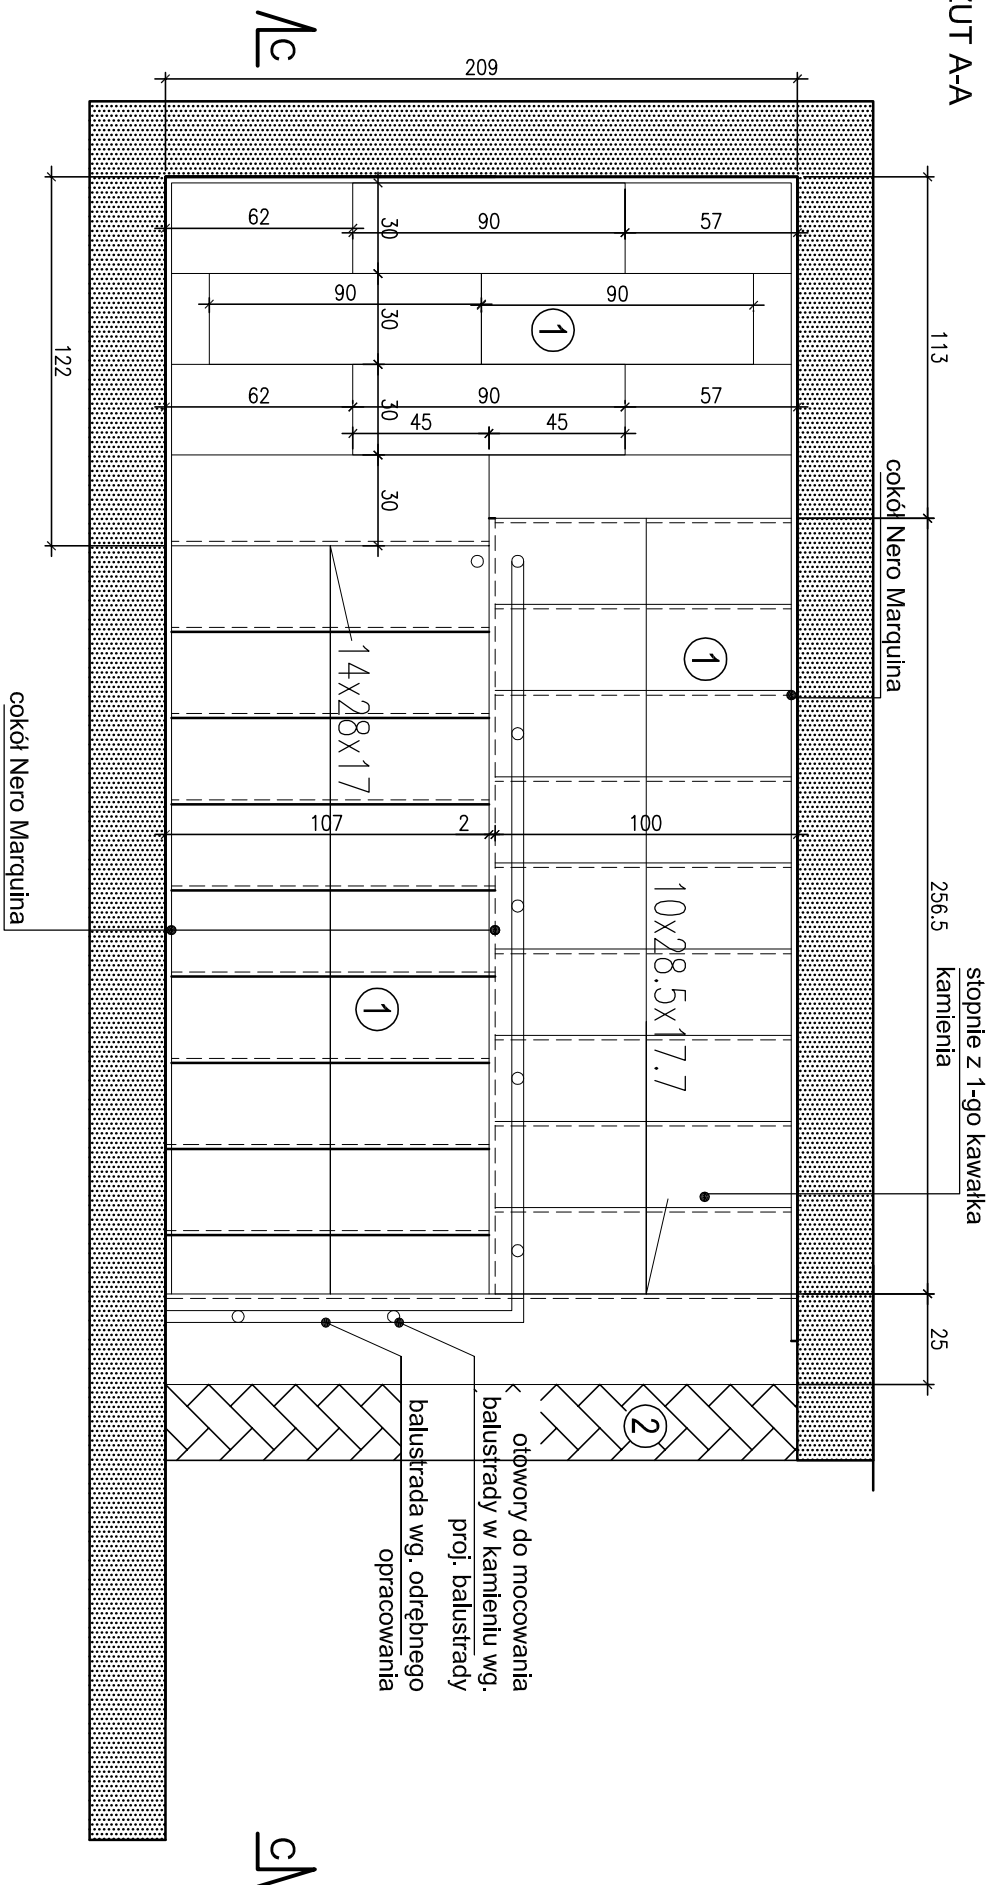 ZUT A-A
C
209
113
256.5
25
62
90
57
30
90
90
30
62
90
57
30
45
45
30
122
1
1
1
2
cokół Nero Marquina
stopnie z 1-go kawałka
kamienia
14x28x17
10x28.5x17.7
107
2
100
cokół Nero Marquina
otowory do mocowania
balustrady w kamieniu wg.
proj. balustrady
balustrada wg. odrębnego
opracowania
C